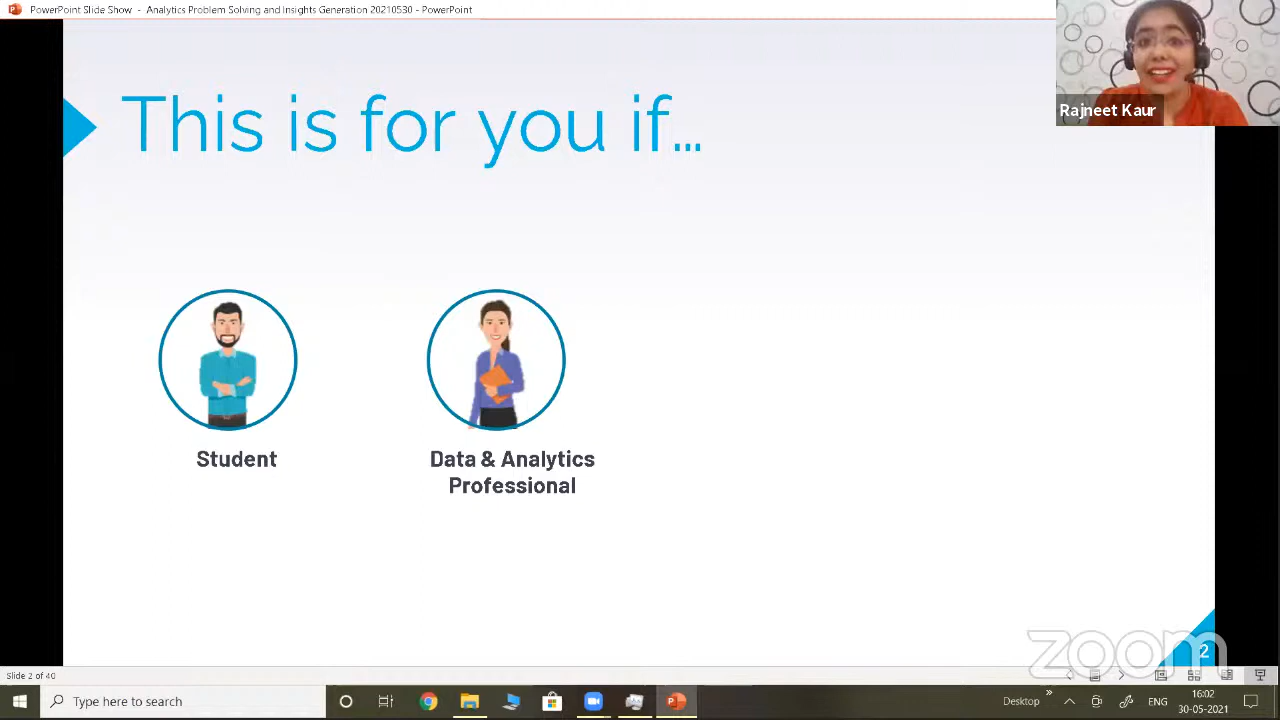 PowerPoint Slide Show - Analytics Problem Solving and Insights Generation 20210530 - PowerPoint
Rajneet Kaur
This is for you if...
Student
Data & Analytics
Professional
zoom
2
Slide 2 of 40
Type here to search
Desktop
ENG
16:02
30-05-2021